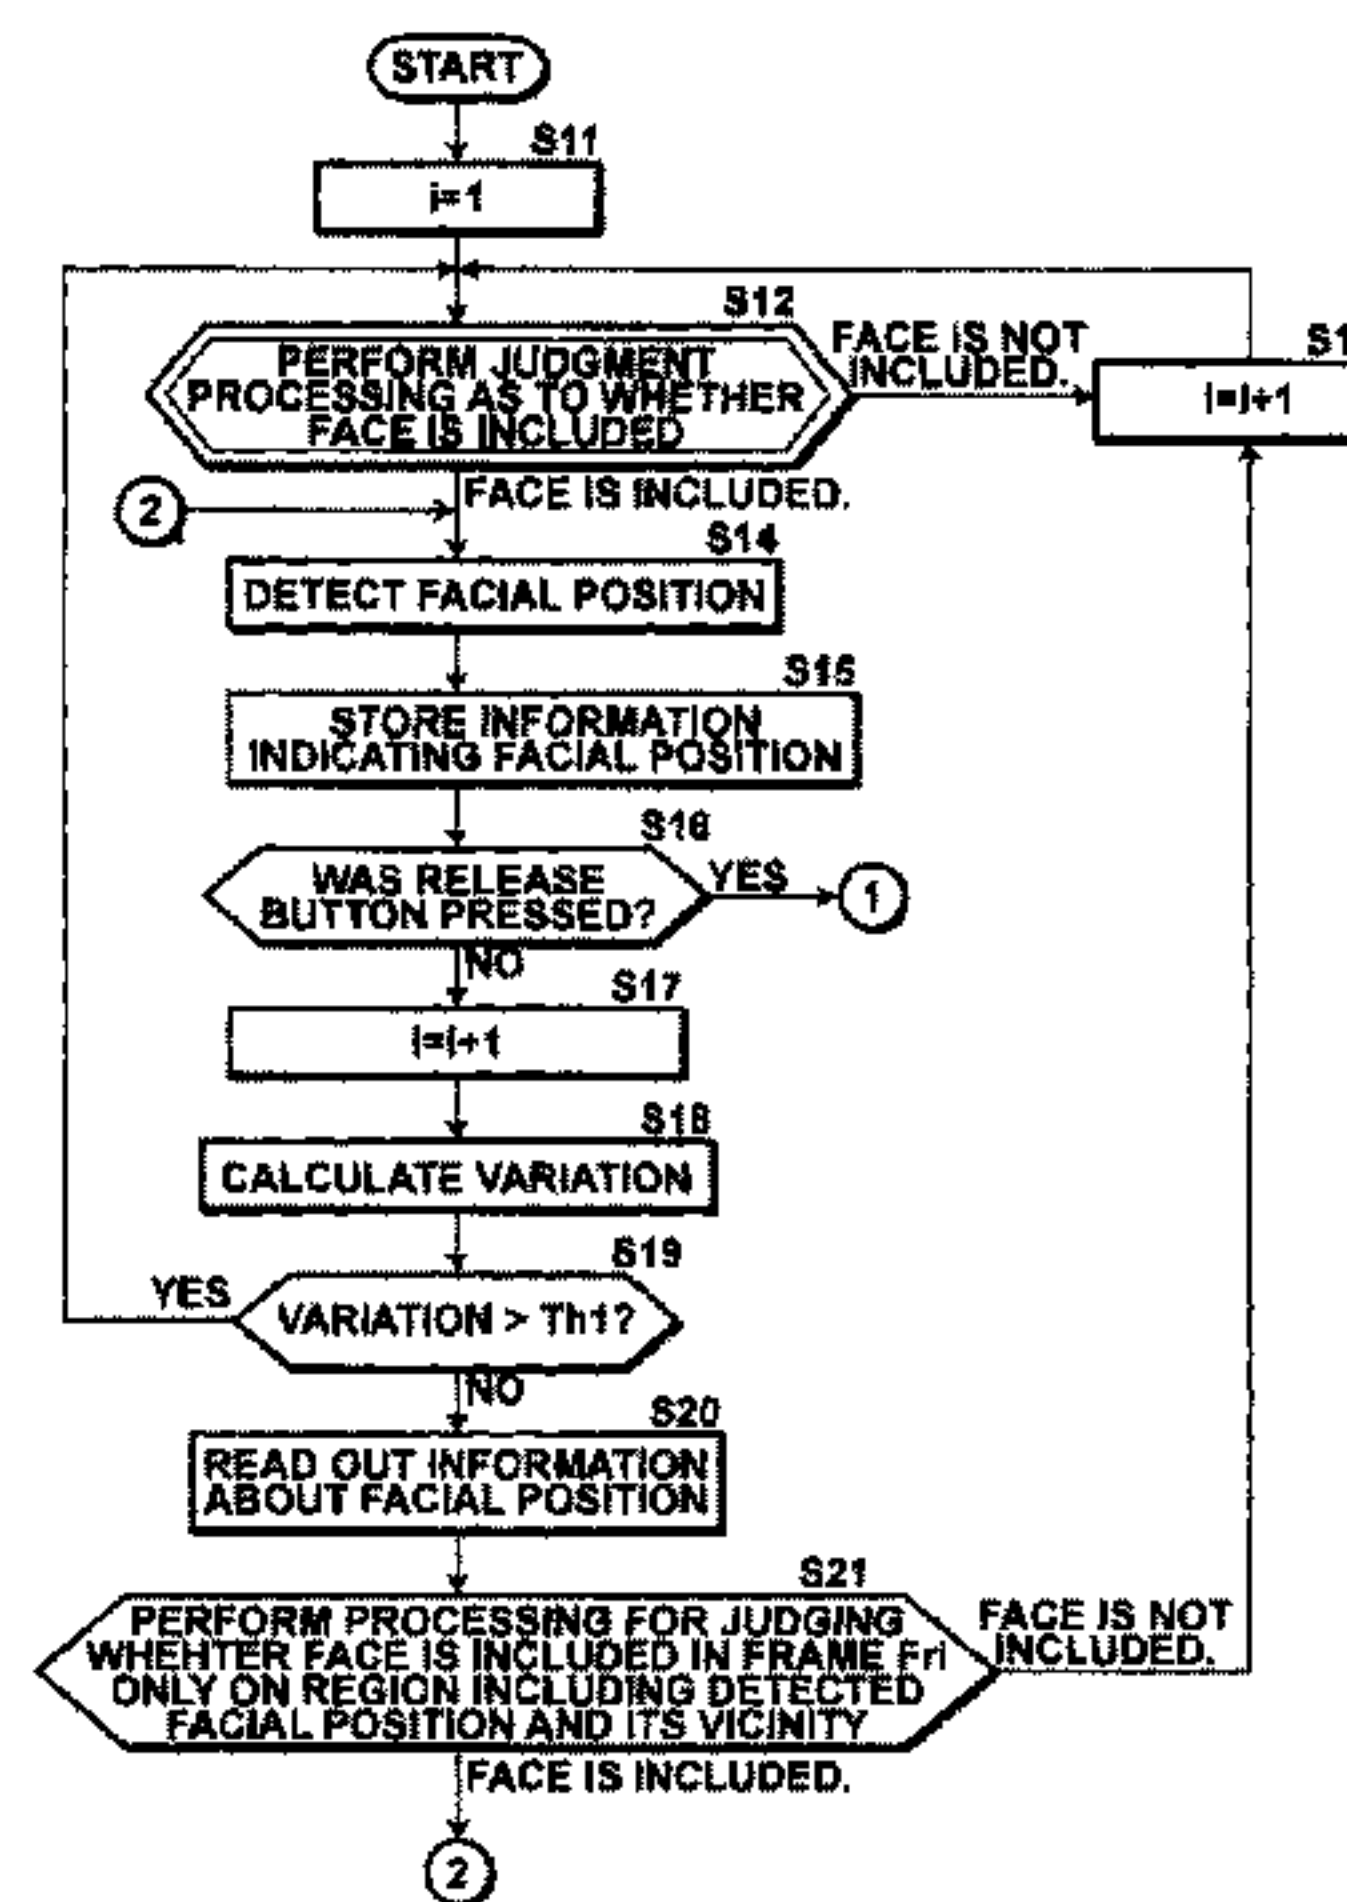 START
S11
i=1
S12
PERFORM JUDGMENT
PROCESSING AS TO WHETHER
FACE IS INCLUDED
FACE IS NOT
INCLUDED.
i=i+1
FACE IS INCLUDED.
2
S14
DETECT FACIAL POSITION
S15
STORE INFORMATION
INDICATING FACIAL POSITION
S16
WAS RELEASE
BUTTON PRESSED?
YES
1
NO
S17
i=i+1
S18
CALCULATE VARIATION
S19
YES
VARIATION > Th1?
NO
S20
READ OUT INFORMATION
ABOUT FACIAL POSITION
S21
PERFORM PROCESSING FOR JUDGING
WHEHTER FACE IS INCLUDED IN FRAME Fri
ONLY ON REGION INCLUDING DETECTED
FACIAL POSITION AND ITS VICINITY
FACE IS NOT
INCLUDED.
FACE IS INCLUDED.
2